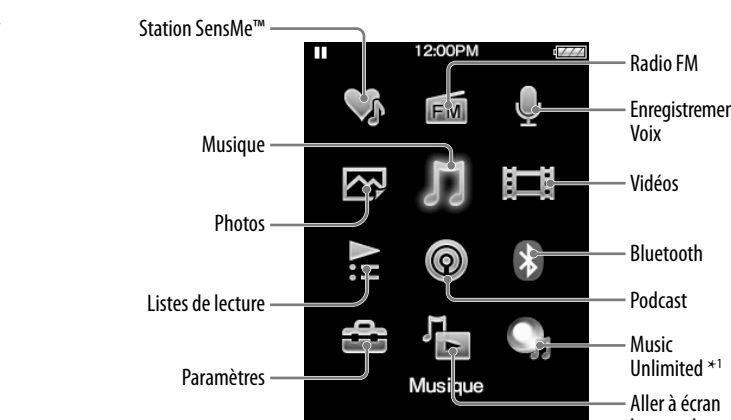 Station SensMe™
12:00PM
Radio FM
FM
Voix
Musique
Vidéos
Photos
Bluetooth
Listes de lecture
Podcast
Music
Unlimited *1
Paramètres
Musique
Aller à écran